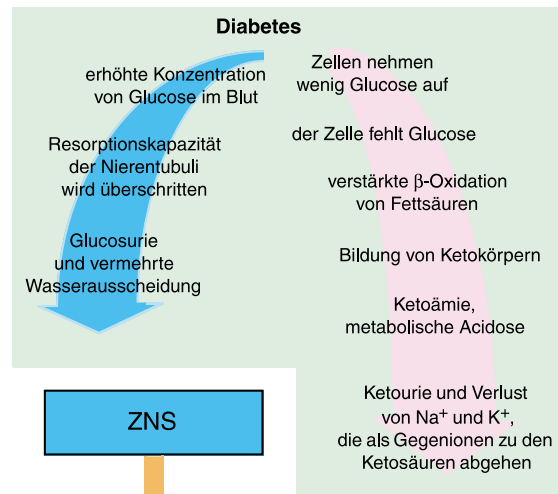 Diabetes
erhöhte Konzentration
von Glucose im Blut
Resorptionskapazität
der Nierentubuli
wird überschritten
Glucosurie
und vermehrte
Wasserausscheidung
Zellen nehmen
wenig Glucose auf
der Zelle fehlt Glucose
verstärkte β-Oxidation
von Fettsäuren
Bildung von Ketokörpern
Ketoämie,
metabolische Acidose
Ketourie und Verlust
von Na⁺ und K⁺,
die als Gegenionen zu den
Ketosäuren abgehen
ZNS